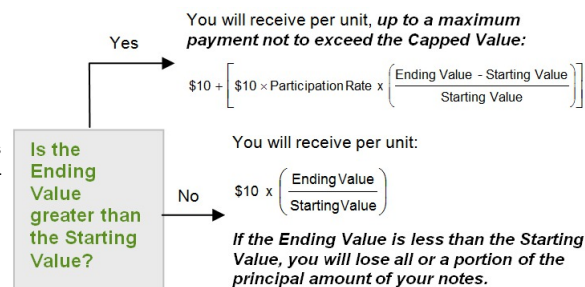 You will receive per unit, up to a maximum
payment not to exceed the Capped Value:
Yes
$10 + [ $10 × Participation Rate x ( Ending Value - Starting Value / Starting Value ) ]
Is the
Ending
Value
greater than
the Starting
Value?
No
You will receive per unit:
$10 x ( Ending Value / Starting Value )
If the Ending Value is less than the Starting
Value, you will lose all or a portion of the
principal amount of your notes.